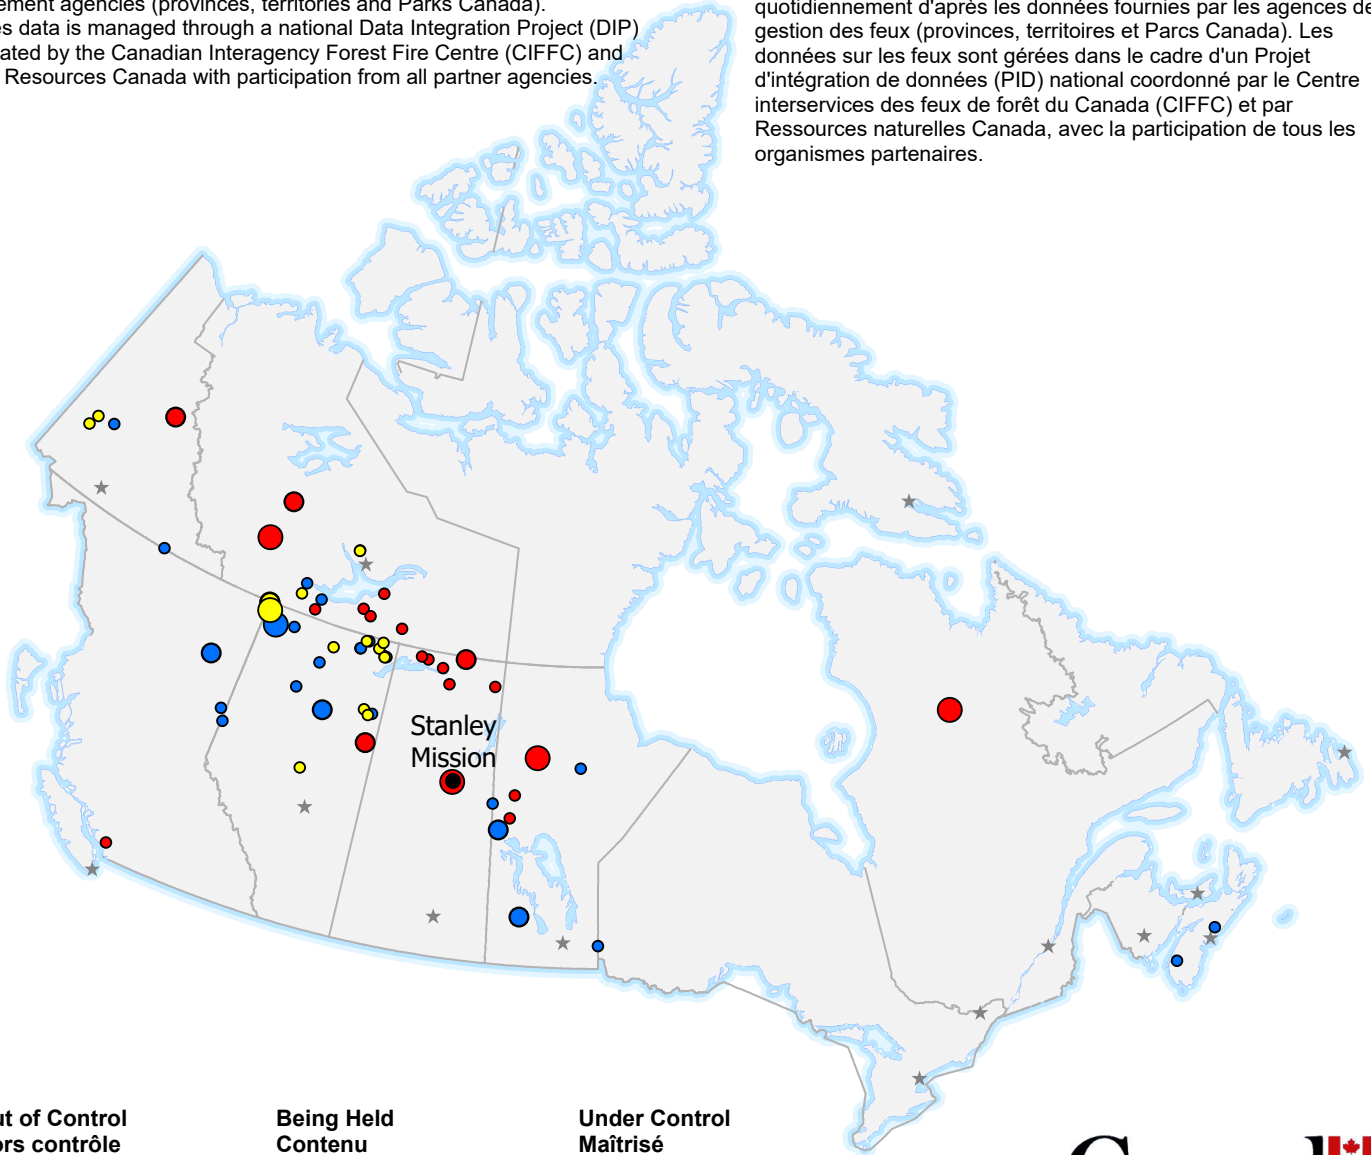 ement agencies (provinces, territories and Parks Canada).
es data is managed through a national Data Integration Project (DIP)
ated by the Canadian Interagency Forest Fire Centre (CIFFC) and
Resources Canada with participation from all partner agencies.
quotidiennement d'après les données fournies par les agences de
gestion des feux (provinces, territoires et Parcs Canada). Les
données sur les feux sont gérées dans le cadre d'un Projet
d'intégration de données (PID) national coordonné par le Centre
interservices des feux de forêt du Canada (CIFFC) et par
Ressources naturelles Canada, avec la participation de tous les
organismes partenaires.
Stanley
Mission
ut of Control
ors contrôle
Being Held
Contenu
Under Control
Maîtrisé